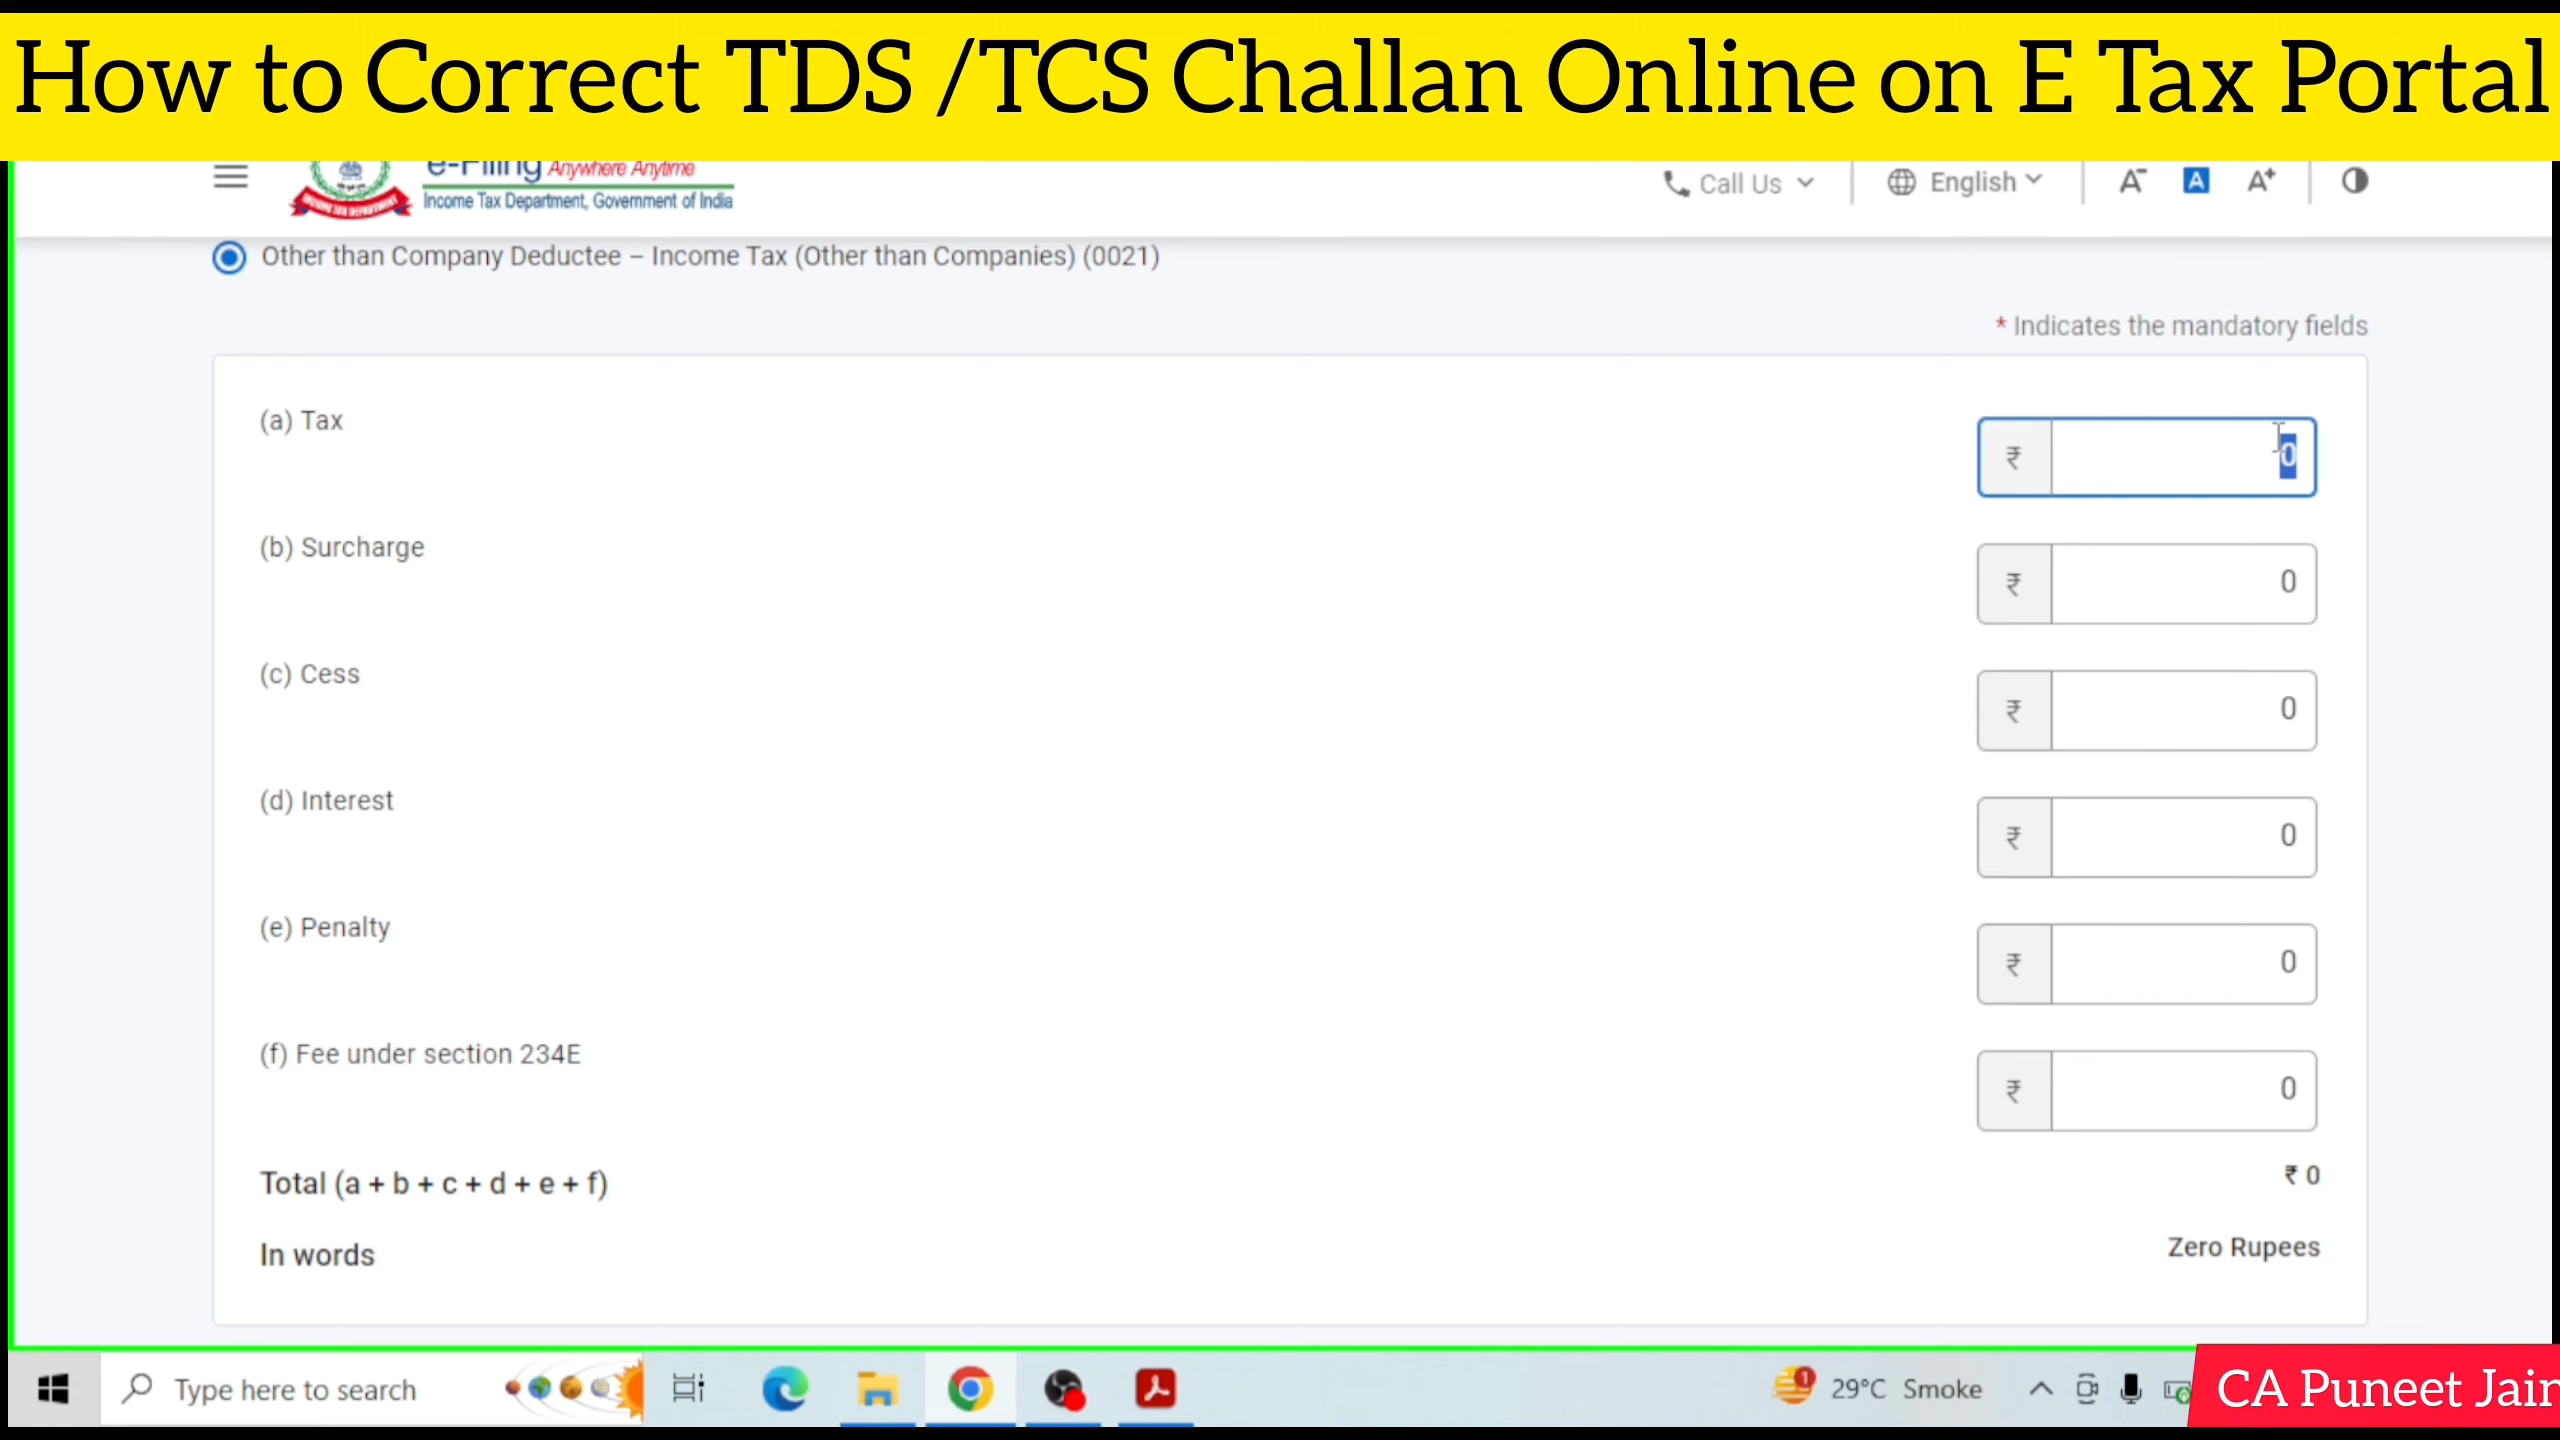 How to Correct TDS /TCS Challan Online on E Tax Portal
e-Filing Anywhere Anytime
Income Tax Department, Government of India
Call Us
English
A-
A
A+
Other than Company Deductee – Income Tax (Other than Companies) (0021)
* Indicates the mandatory fields
(a) Tax
₹ 0
(b) Surcharge
₹ 0
(c) Cess
₹ 0
(d) Interest
₹ 0
(e) Penalty
₹ 0
(f) Fee under section 234E
₹ 0
Total (a + b + c + d + e + f)
₹ 0
In words
Zero Rupees
Type here to search
1
29°C Smoke
CA Puneet Jain